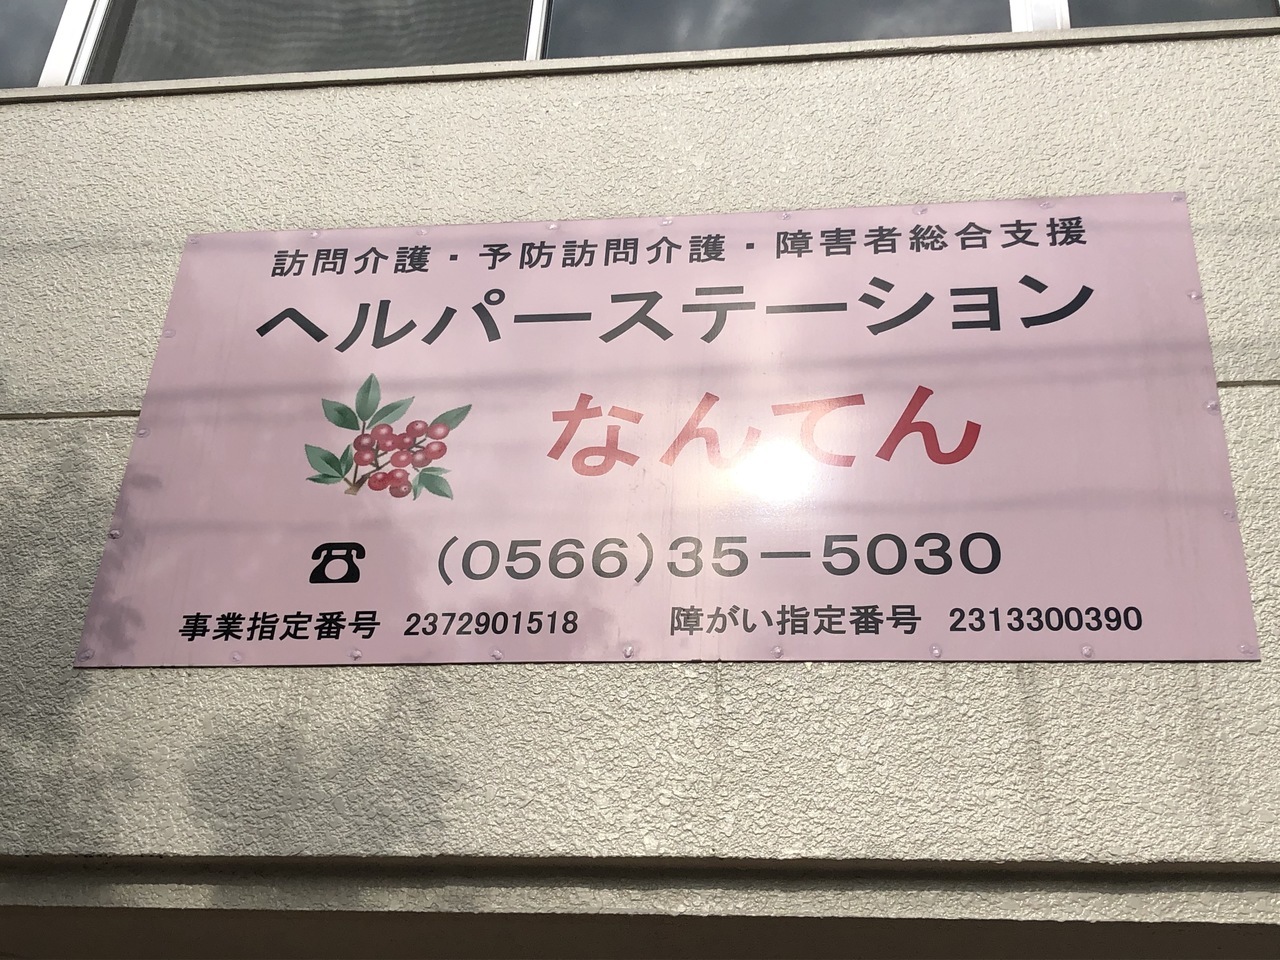 訪問介護・予防訪問介護・障害者総合支援
ヘルパーステーション
なんてん
☎ (0566)35-5030
事業指定番号 2372901518 障がい指定番号 2313300390